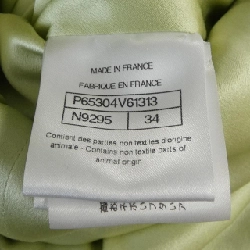 MADE IN FRANCE
FABRIQUE EN FRANCE
P65304V61313
N9295 34
Contient des parties non textiles d'origine
animale - Contains non textile parts of
animal origin